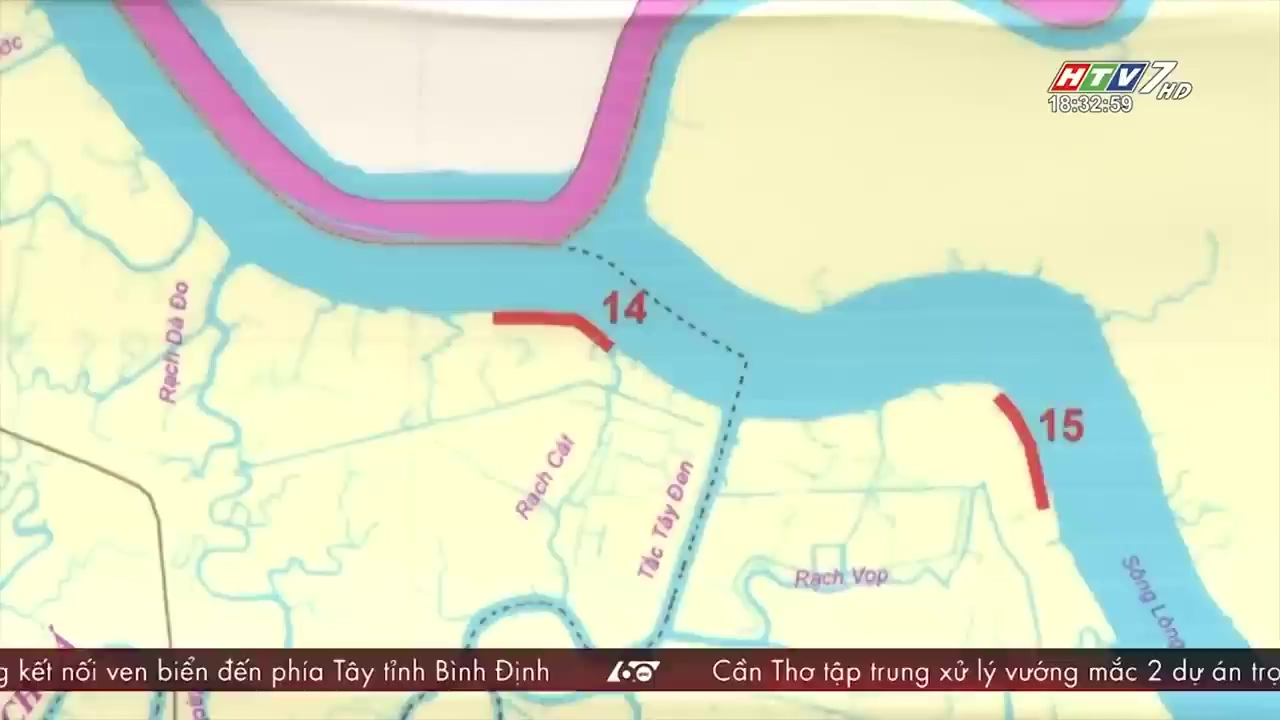 HTV7 HD
18:32:59
14
15
Rạch Dà Đo
Rạch Cát
Tắc Tây Đen
Rạch Vọp
Sông Lòng
kết nối ven biển đến phía Tây tỉnh Bình Định
60
Cần Thơ tập trung xử lý vướng mắc 2 dự án